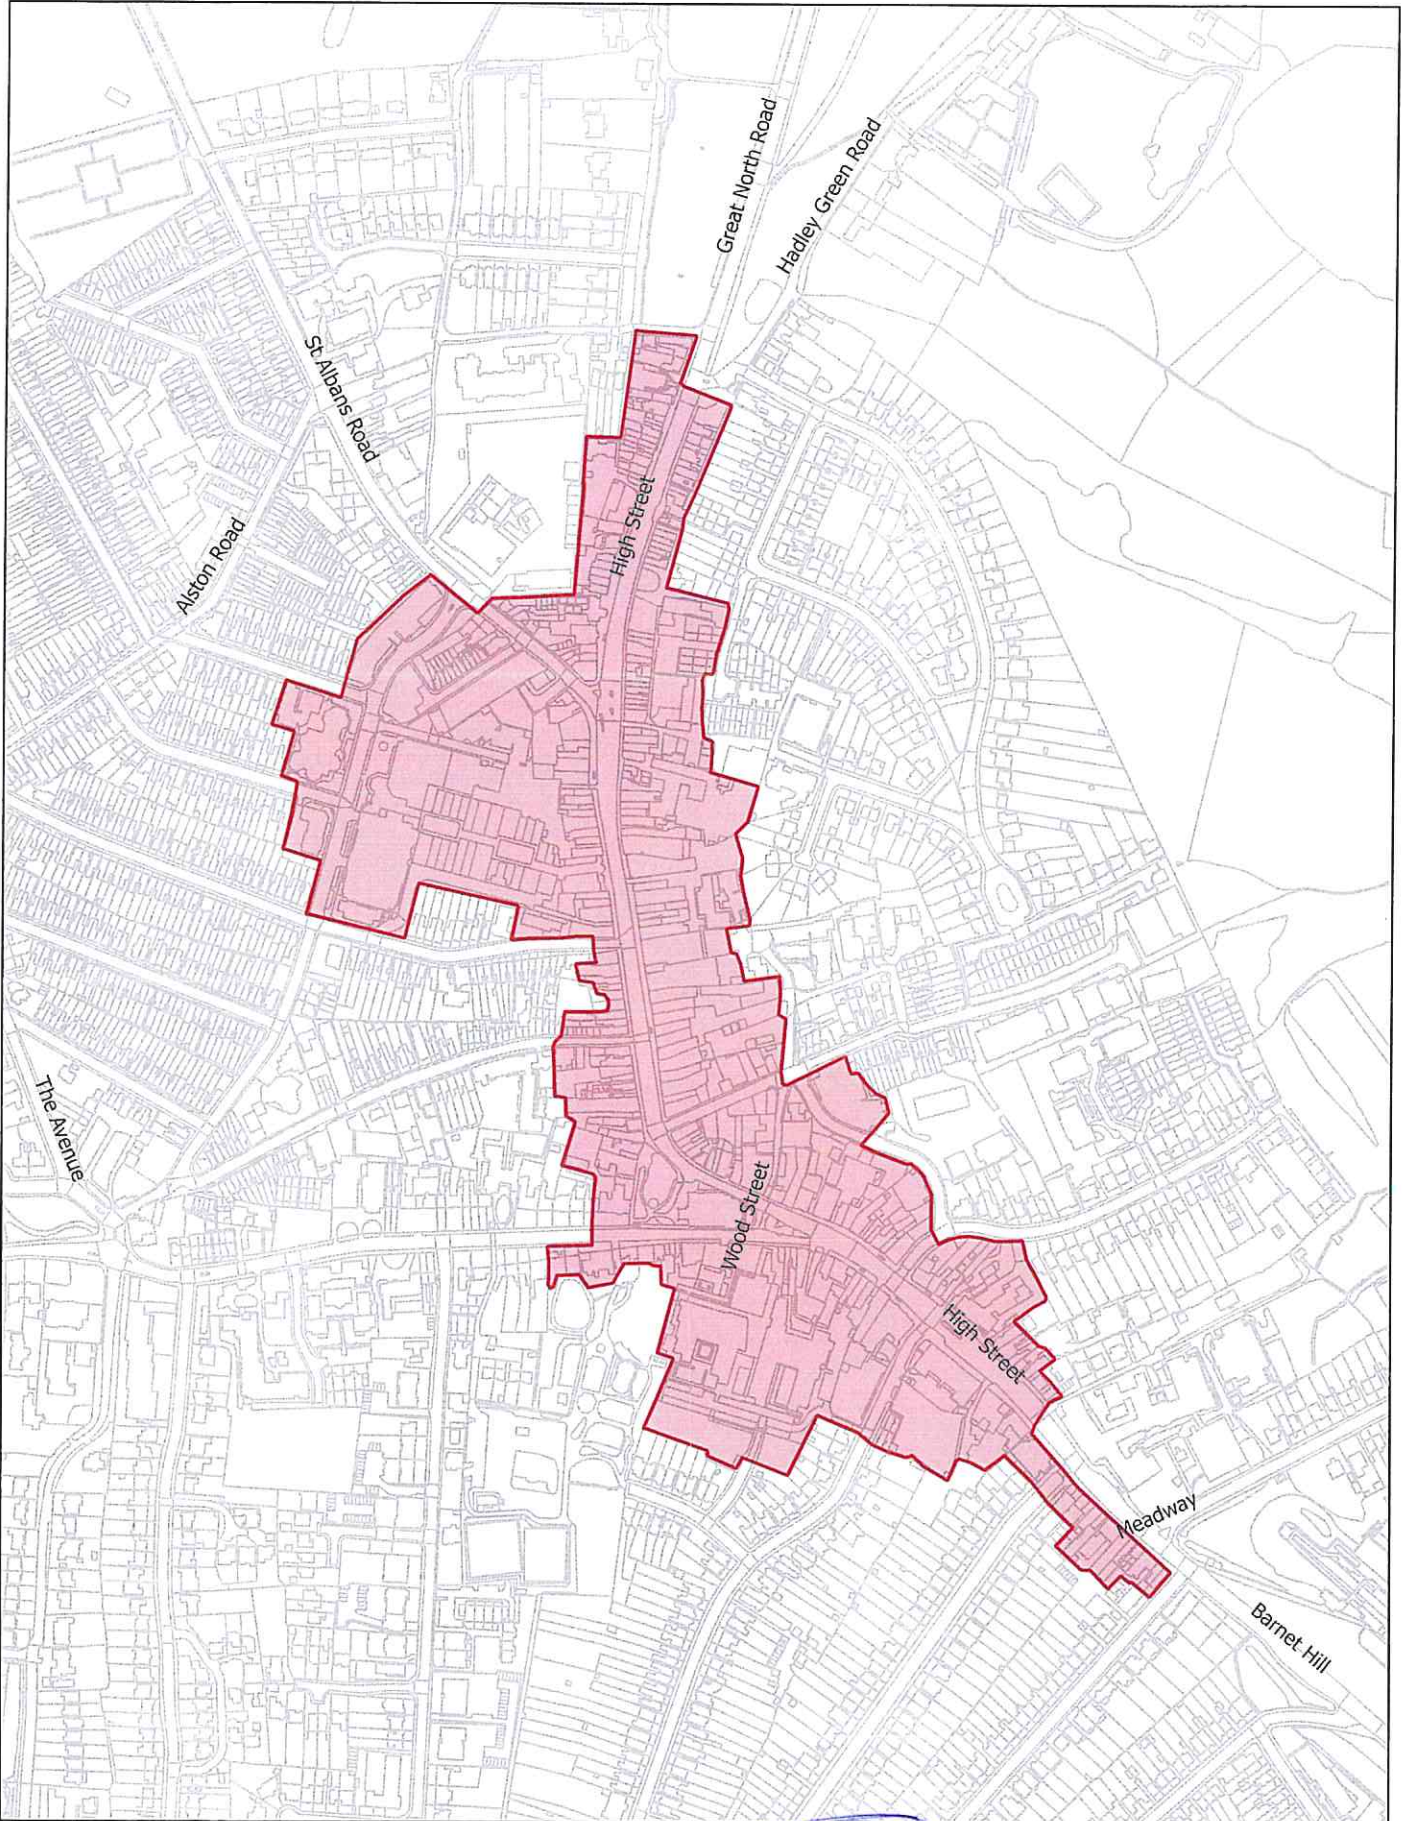 Great North Road
Hadley Green Road
St Albans Road
High Street
Alston Road
The Avenue
Wood Street
High Street
Meadway
Barnet Hill